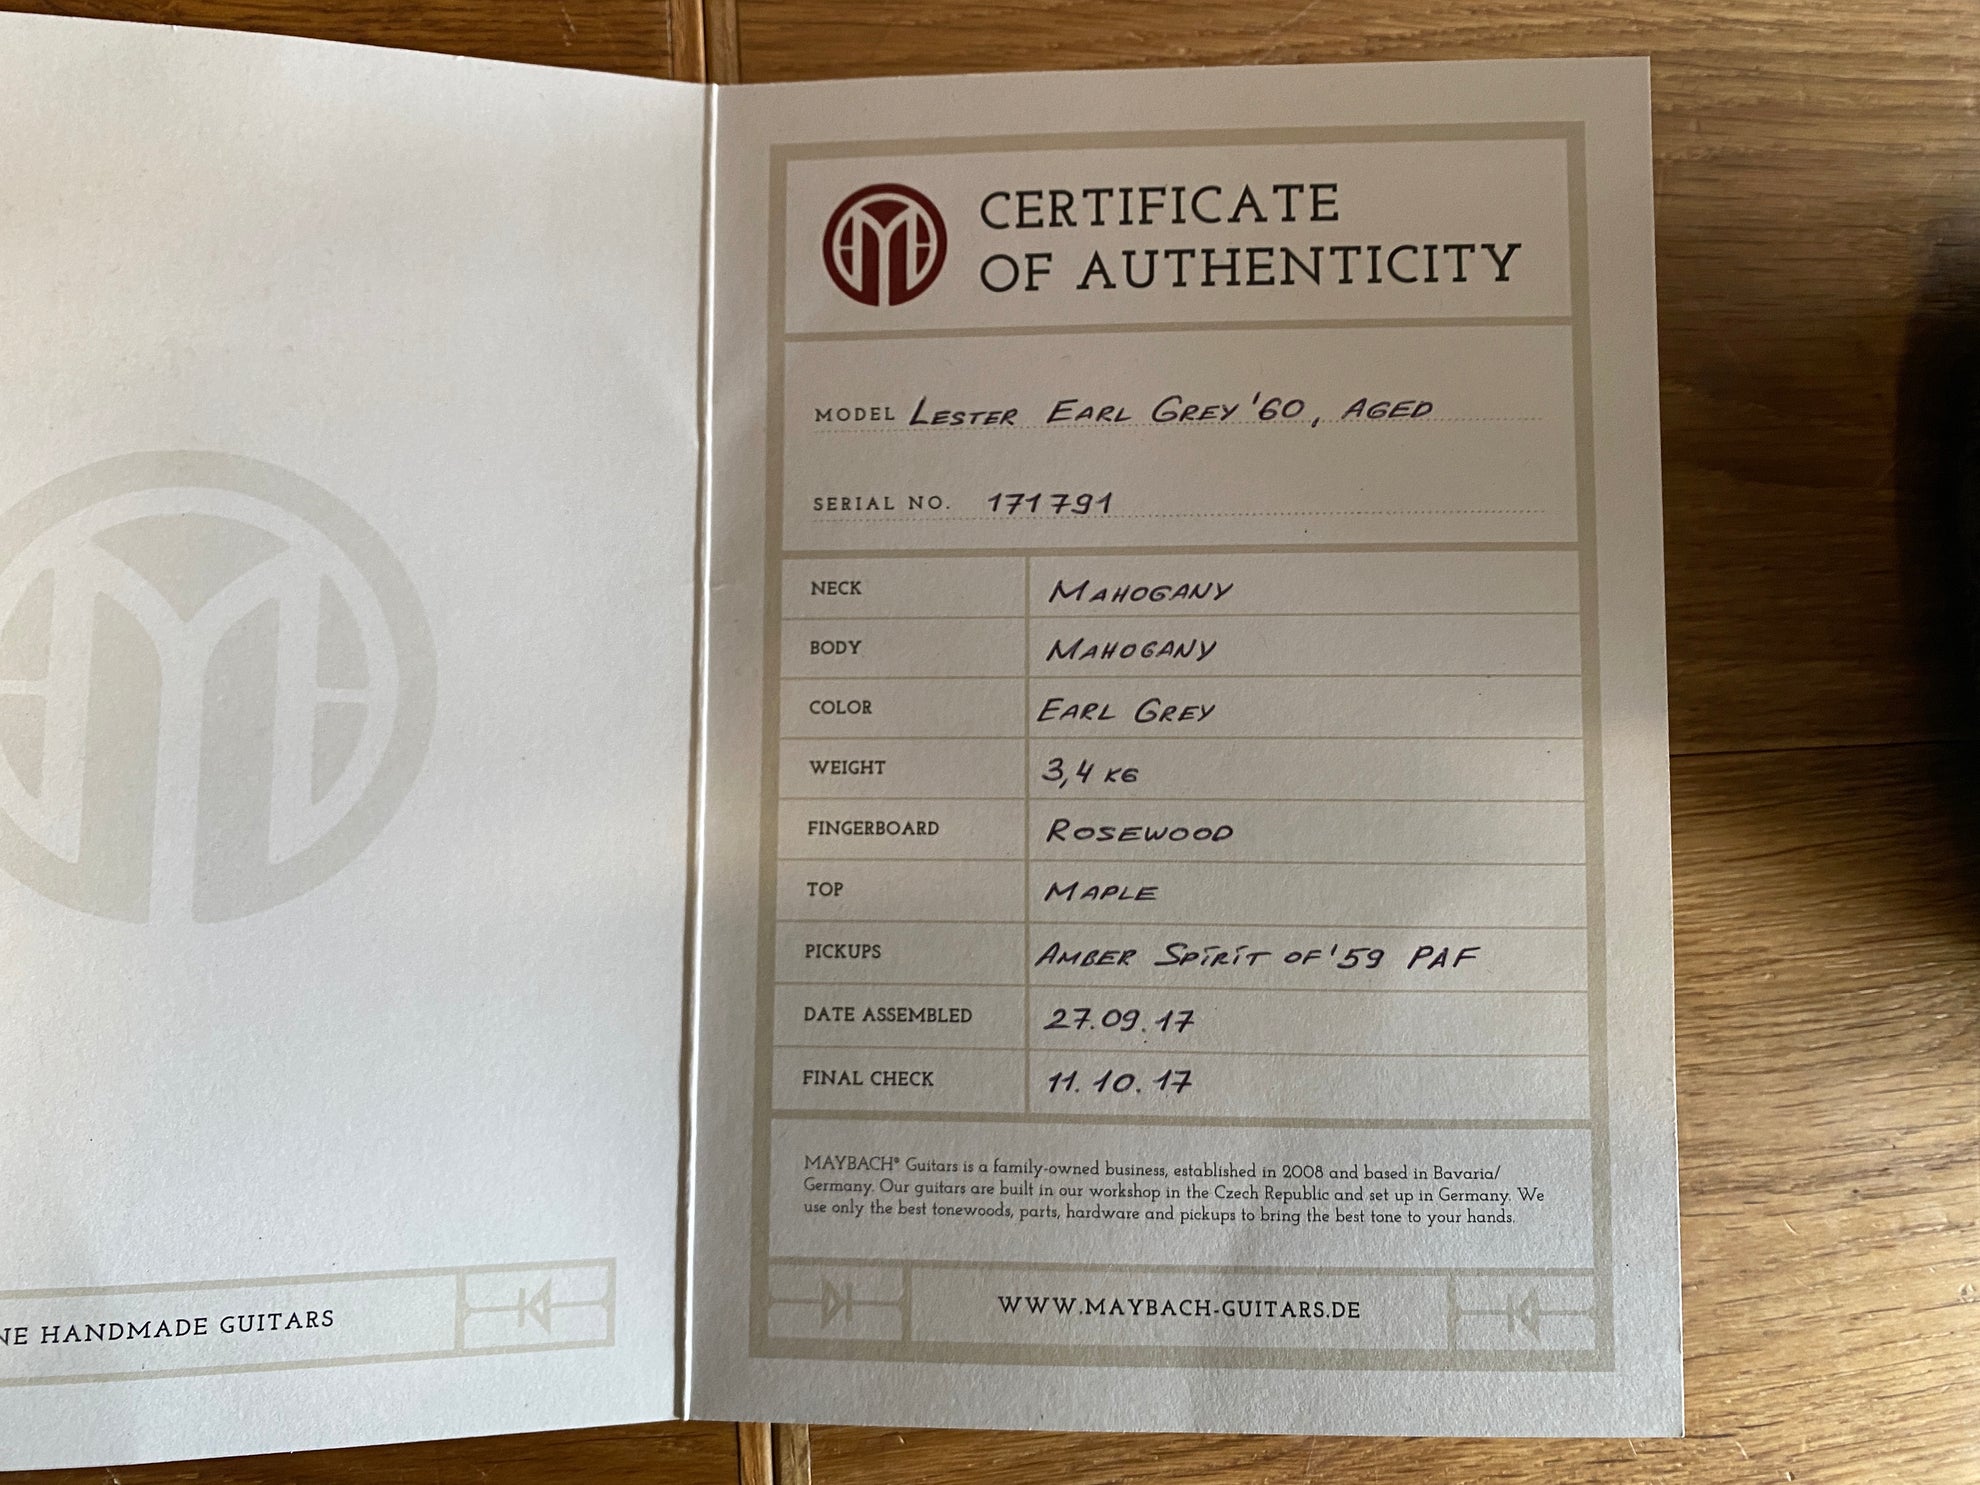 NE HANDMADE GUITARS
CERTIFICATE
OF AUTHENTICITY
MODEL LESTER EARL GREY '60, AGED
SERIAL NO. 171791
NECK MAHOGANY
BODY MAHOGANY
COLOR EARL GREY
WEIGHT 3,4 KG
FINGERBOARD ROSEWOOD
TOP MAPLE
PICKUPS AMBER SPIRIT OF '59 PAF
DATE ASSEMBLED 27.09.17
FINAL CHECK 11.10.17
MAYBACH® Guitars is a family-owned business, established in 2008 and based in Bavaria/
Germany. Our guitars are built in our workshop in the Czech Republic and set up in Germany. We
use only the best tonewoods, parts, hardware and pickups to bring the best tone to your hands.
WWW.MAYBACH-GUITARS.DE